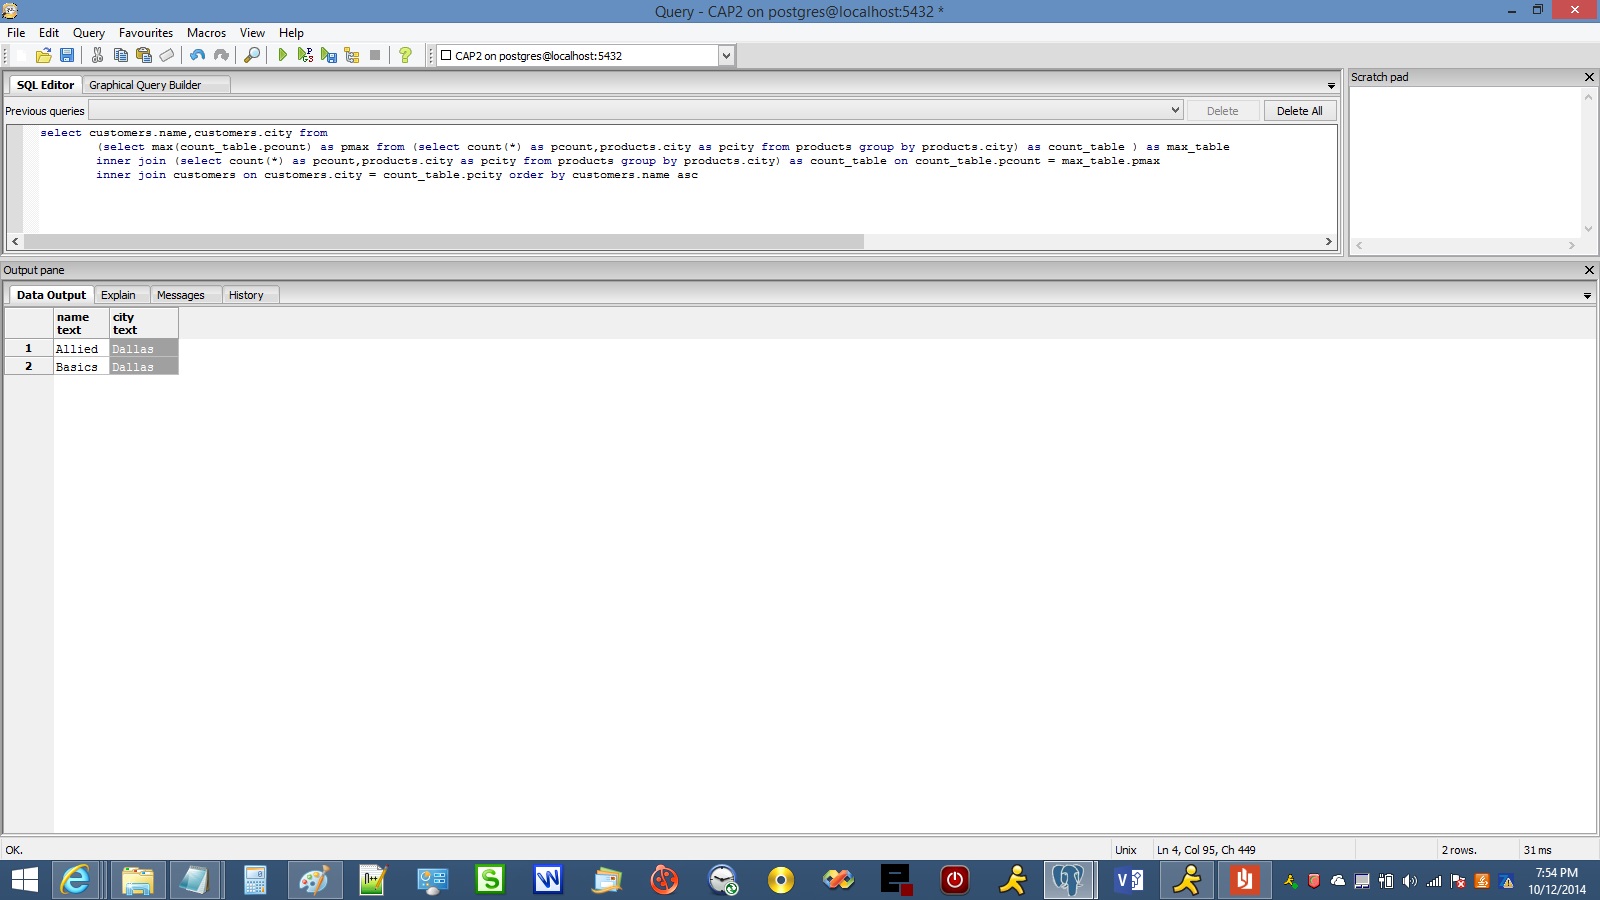 Query - CAP2 on postgres@localhost:5432 *
File Edit Query Favourites Macros View Help
CAP2 on postgres@localhost:5432
SQL Editor Graphical Query Builder
Scratch pad
Previous queries Delete Delete All
select customers.name,customers.city from
(select max(count_table.pcount) as pmax from (select count(*) as pcount,products.city as pcity from products group by products.city) as count_table ) as max_table
inner join (select count(*) as pcount,products.city as pcity from products group by products.city) as count_table on count_table.pcount = max_table.pmax
inner join customers on customers.city = count_table.pcity order by customers.name asc
Output pane
Data Output Explain Messages History
name city
text text
1 Allied Dallas
2 Basics Dallas
OK. Unix Ln 4, Col 95, Ch 449 2 rows. 31 ms
7:54 PM
10/12/2014